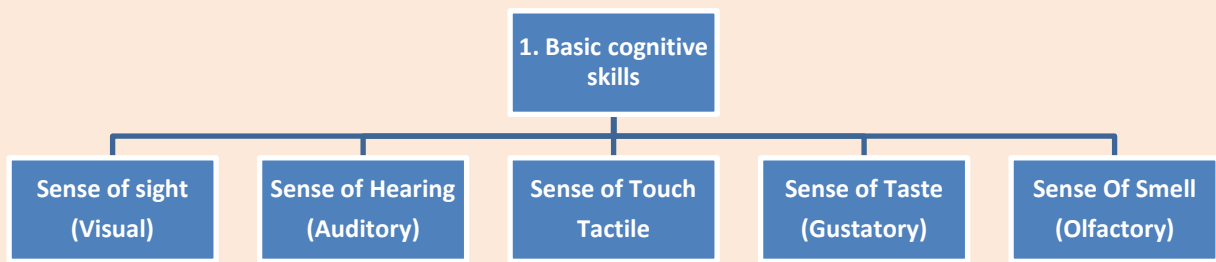 1. Basic cognitive
skills
Sense of sight
(Visual)
Sense of Hearing
(Auditory)
Sense of Touch
Tactile
Sense of Taste
(Gustatory)
Sense Of Smell
(Olfactory)